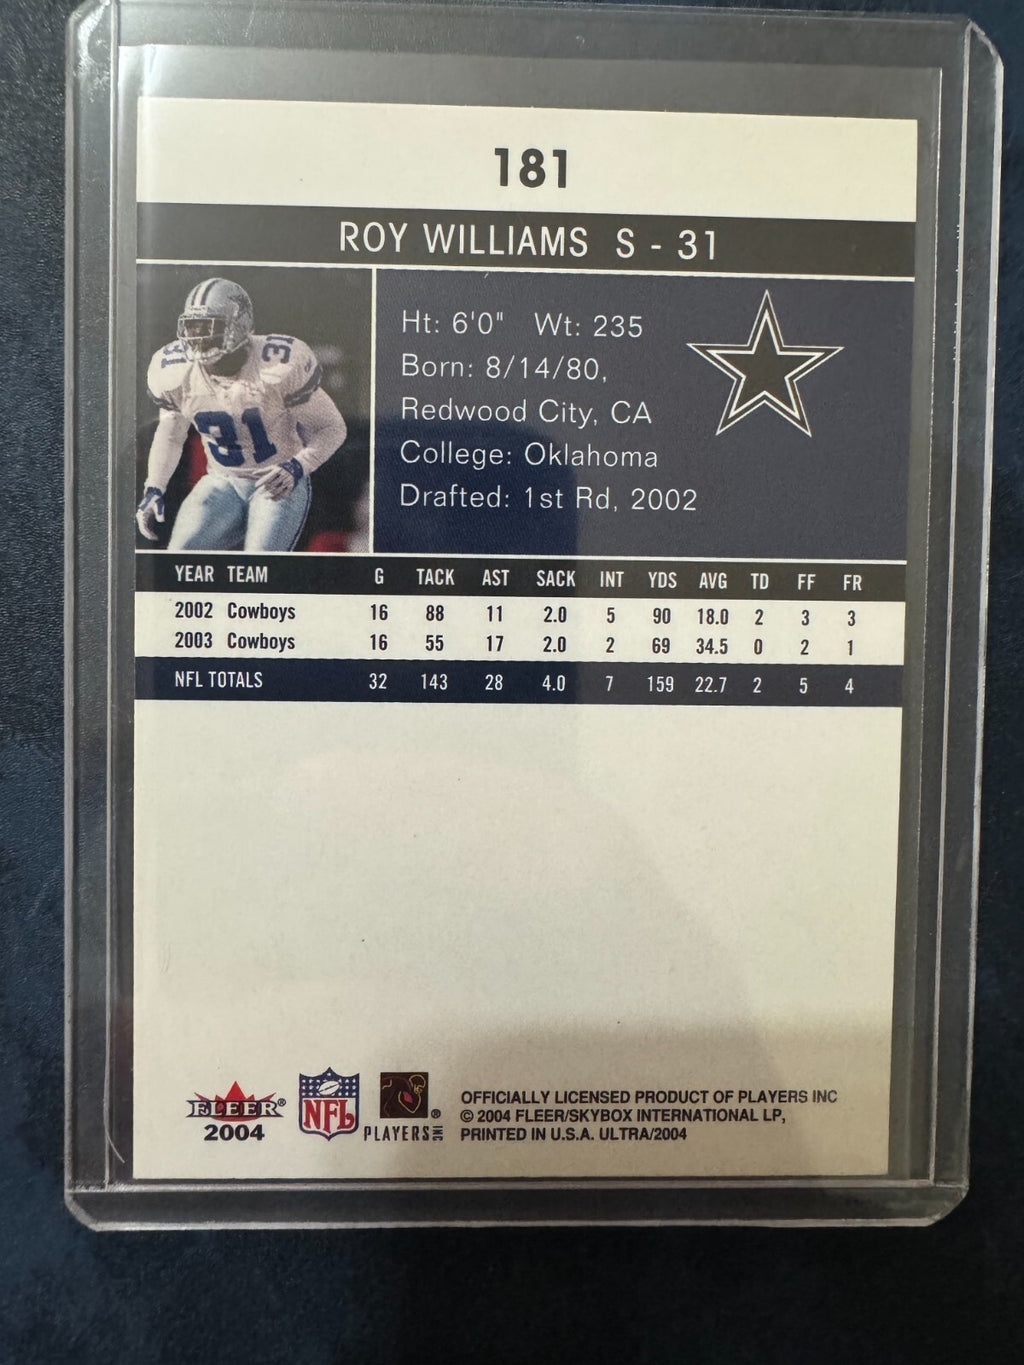 181
ROY WILLIAMS S - 31
31
31
Ht: 6'0" Wt: 235
Born: 8/14/80,
Redwood City, CA
College: Oklahoma
Drafted: 1st Rd, 2002
YEAR TEAM G TACK AST SACK INT YDS AVG TD FF FR
2002 Cowboys 16 88 11 2.0 5 90 18.0 2 3 3
2003 Cowboys 16 55 17 2.0 2 69 34.5 0 2 1
NFL TOTALS 32 143 28 4.0 7 159 22.7 2 5 4
FLEER®
2004
NFL
PLAYERS INC ®
OFFICIALLY LICENSED PRODUCT OF PLAYERS INC
© 2004 FLEER/SKYBOX INTERNATIONAL LP,
PRINTED IN U.S.A. ULTRA/2004